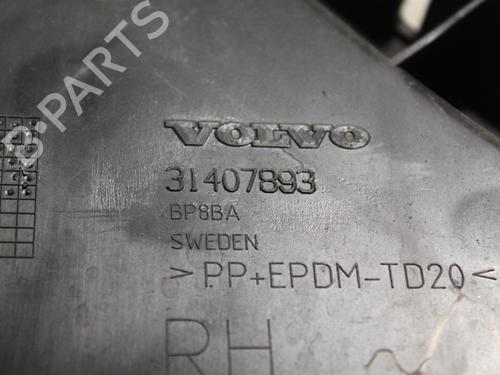 VOLVO
31407893
BP8BA
SWEDEN
>PP+EPDM-TD20<
RH
B-PARTS